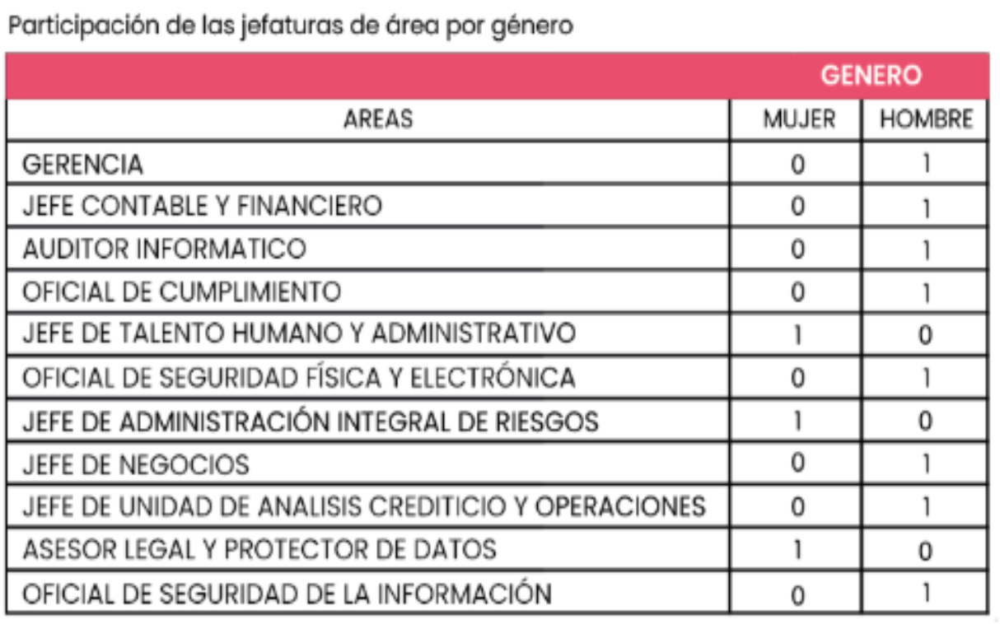 Participación de las jefaturas de área por género
GENERO
AREAS MUJER HOMBRE
GERENCIA 0 1
JEFE CONTABLE Y FINANCIERO 0 1
AUDITOR INFORMATICO 0 1
OFICIAL DE CUMPLIMIENTO 0 1
JEFE DE TALENTO HUMANO Y ADMINISTRATIVO 1 0
OFICIAL DE SEGURIDAD FÍSICA Y ELECTRÓNICA 0 1
JEFE DE ADMINISTRACIÓN INTEGRAL DE RIESGOS 1 0
JEFE DE NEGOCIOS 0 1
JEFE DE UNIDAD DE ANALISIS CREDITICIO Y OPERACIONES 0 1
ASESOR LEGAL Y PROTECTOR DE DATOS 1 0
OFICIAL DE SEGURIDAD DE LA INFORMACIÓN 0 1